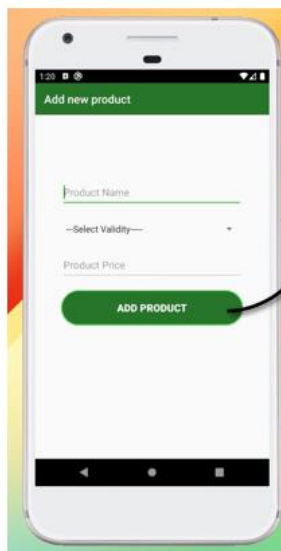 1:20
Add new product
Product Name
--Select Validity----
Product Price
ADD PRODUCT